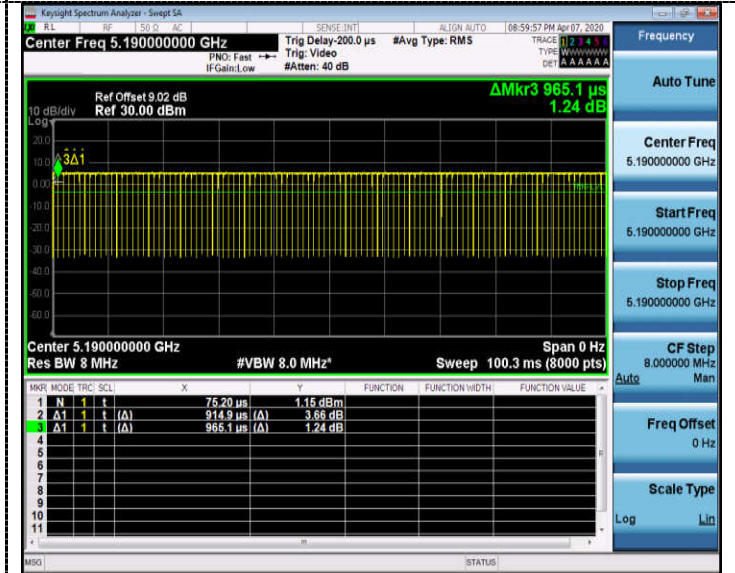 Keysight Spectrum Analyzer - Swept SA
RL RF 50 Ω AC SENSE:INT ALIGN AUTO 08:59:57 PM Apr 07, 2020
Center Freq 5.190000000 GHz
PNO: Fast
IFGain:Low
Trig Delay-200.0 µs
Trig: Video
#Atten: 40 dB
#Avg Type: RMS
TRACE 1 2 3 4 5 6
TYPE WWWWWW
DET A A A A A A
ΔMkr3 965.1 µs
1.24 dB
Ref Offset 9.02 dB
10 dB/div Ref 30.00 dBm
Log
20.0
10.0
3Δ1
0.00
-10.0
-20.0
-30.0
-40.0
-50.0
-60.0
Center 5.190000000 GHz Span 0 Hz
Res BW 8 MHz #VBW 8.0 MHz* Sweep 100.3 ms (8000 pts)
MKR MODE TRC SCL X Y FUNCTION FUNCTION WIDTH FUNCTION VALUE
1 N 1 t 75.20 µs 1.15 dBm
2 Δ1 1 t (Δ) 914.9 µs (Δ) 3.66 dB
3 Δ1 1 t (Δ) 965.1 µs (Δ) 1.24 dB
4
5
6
7
8
9
10
11
MSG STATUS
Frequency
Auto Tune
Center Freq
5.190000000 GHz
Start Freq
5.190000000 GHz
Stop Freq
5.190000000 GHz
CF Step
8.000000 MHz
Auto Man
Freq Offset
0 Hz
Scale Type
Log Lin